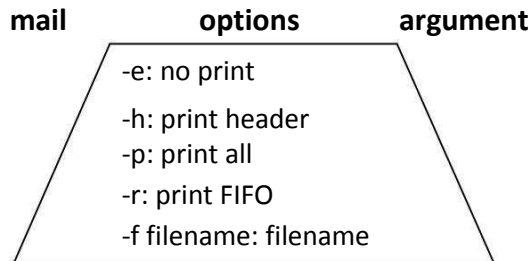 mail options argument
-e: no print
-h: print header
-p: print all
-r: print FIFO
-f filename: filename